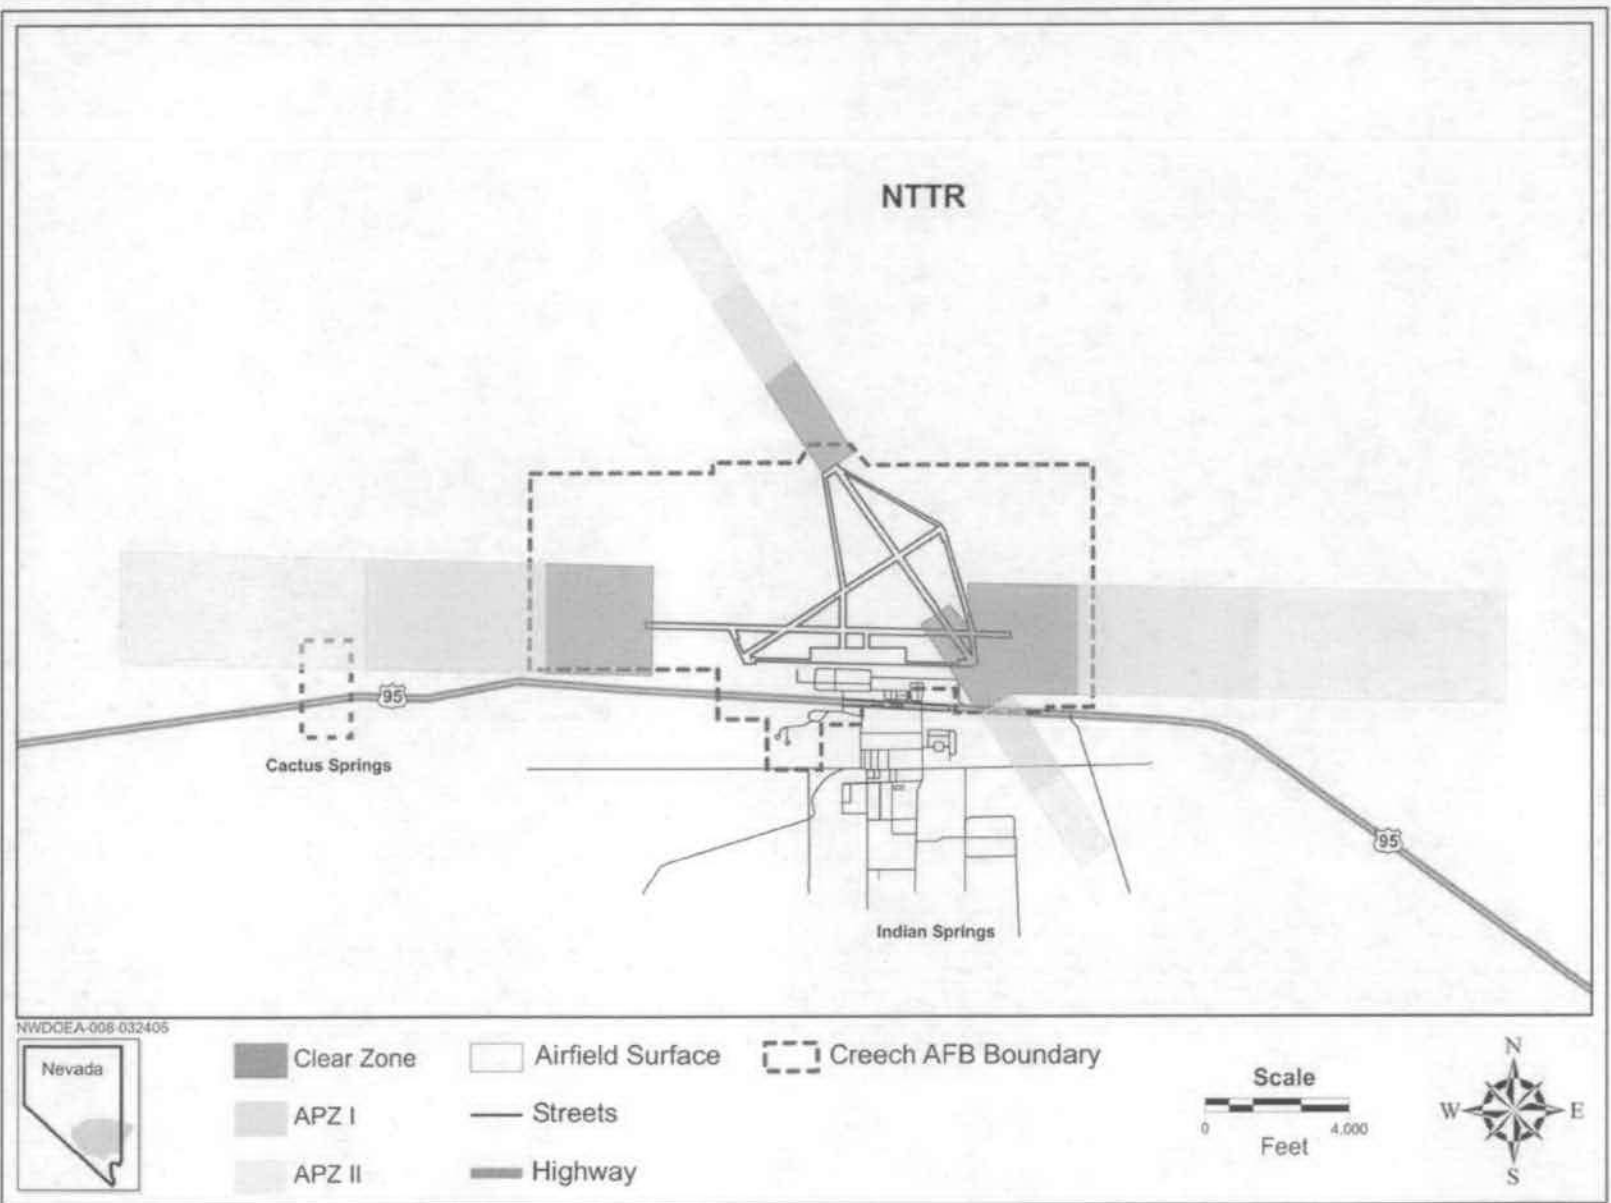 NTTR
95
Cactus Springs
95
Indian Springs
NWDOEA-008-032405
Nevada
Clear Zone
APZ I
APZ II
Airfield Surface
Streets
Highway
Creech AFB Boundary
Scale
0 4,000
Feet
N
W E
S